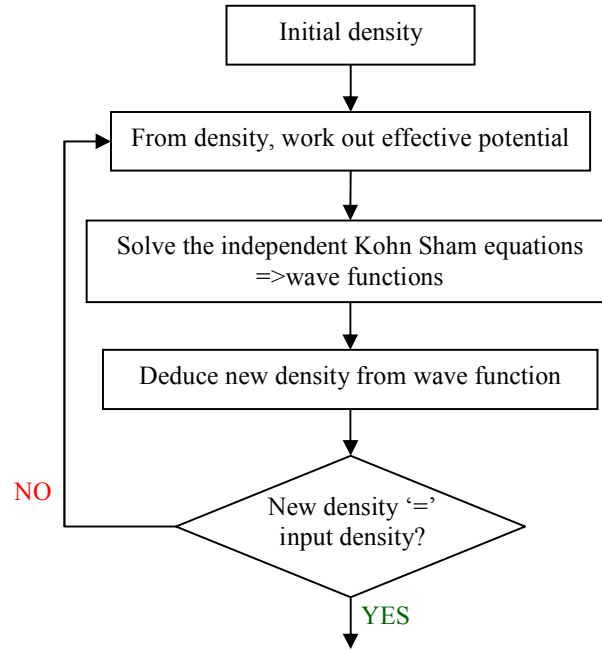 Initial density
From density, work out effective potential
Solve the independent Kohn Sham equations
=>wave functions
Deduce new density from wave function
NO
New density ‘=’
input density?
YES